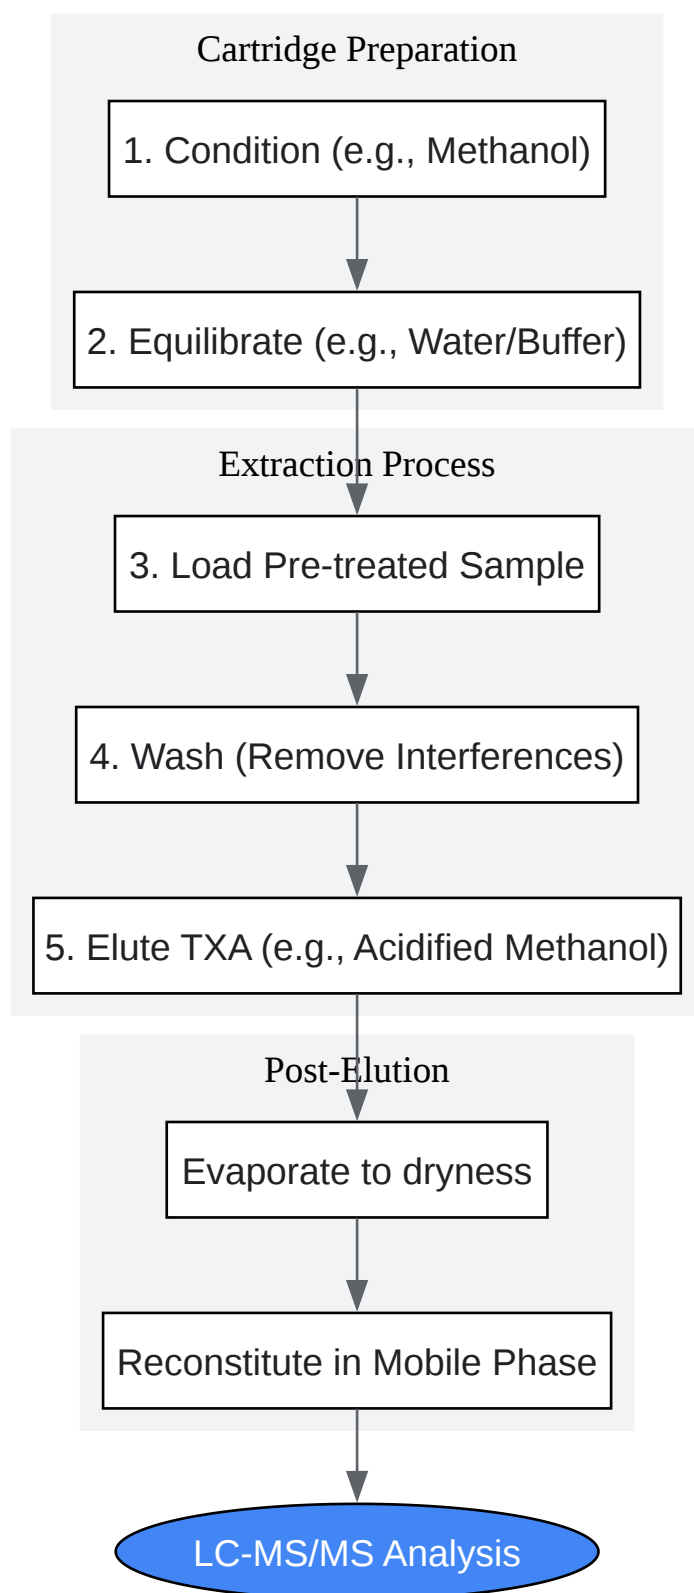 Cartridge Preparation
1. Condition (e.g., Methanol)
2. Equilibrate (e.g., Water/Buffer)
Extraction Process
3. Load Pre-treated Sample
4. Wash (Remove Interferences)
5. Elute TXA (e.g., Acidified Methanol)
Post-Elution
Evaporate to dryness
Reconstitute in Mobile Phase
LC-MS/MS Analysis